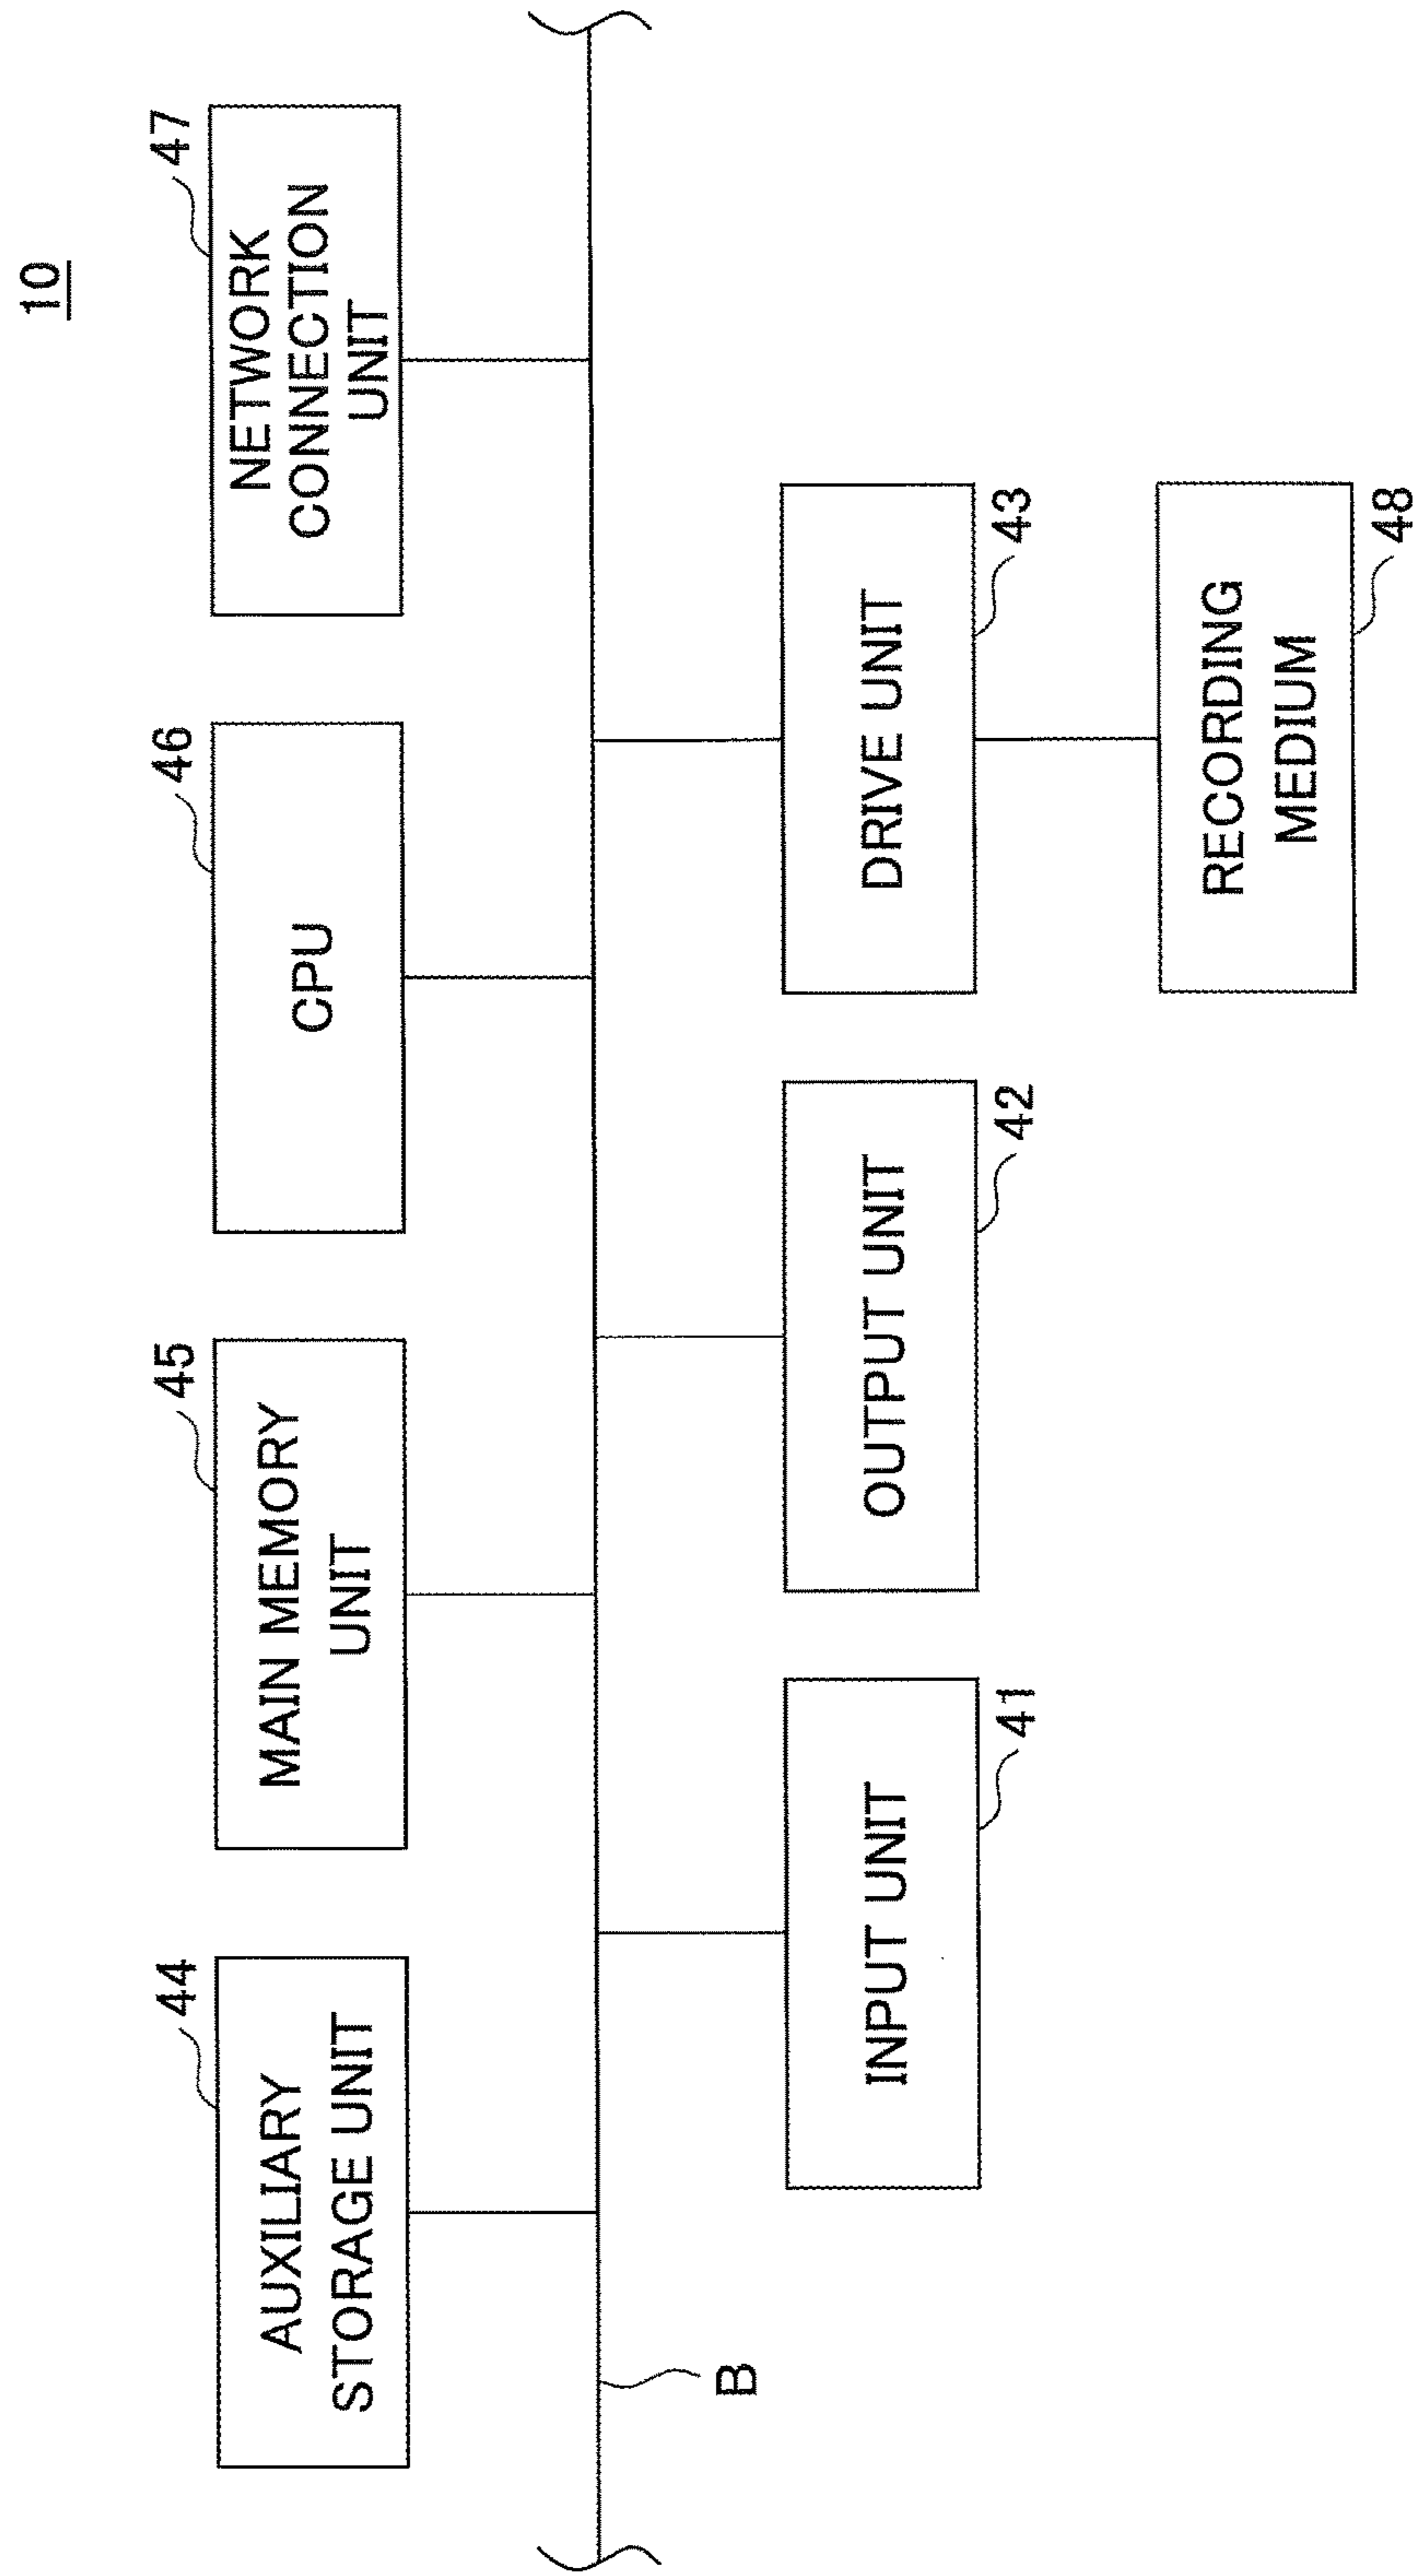 10
44
AUXILIARY
STORAGE UNIT
45
MAIN MEMORY
UNIT
46
CPU
47
NETWORK
CONNECTION
UNIT
B
INPUT UNIT
41
OUTPUT UNIT
42
DRIVE UNIT
43
RECORDING
MEDIUM
48